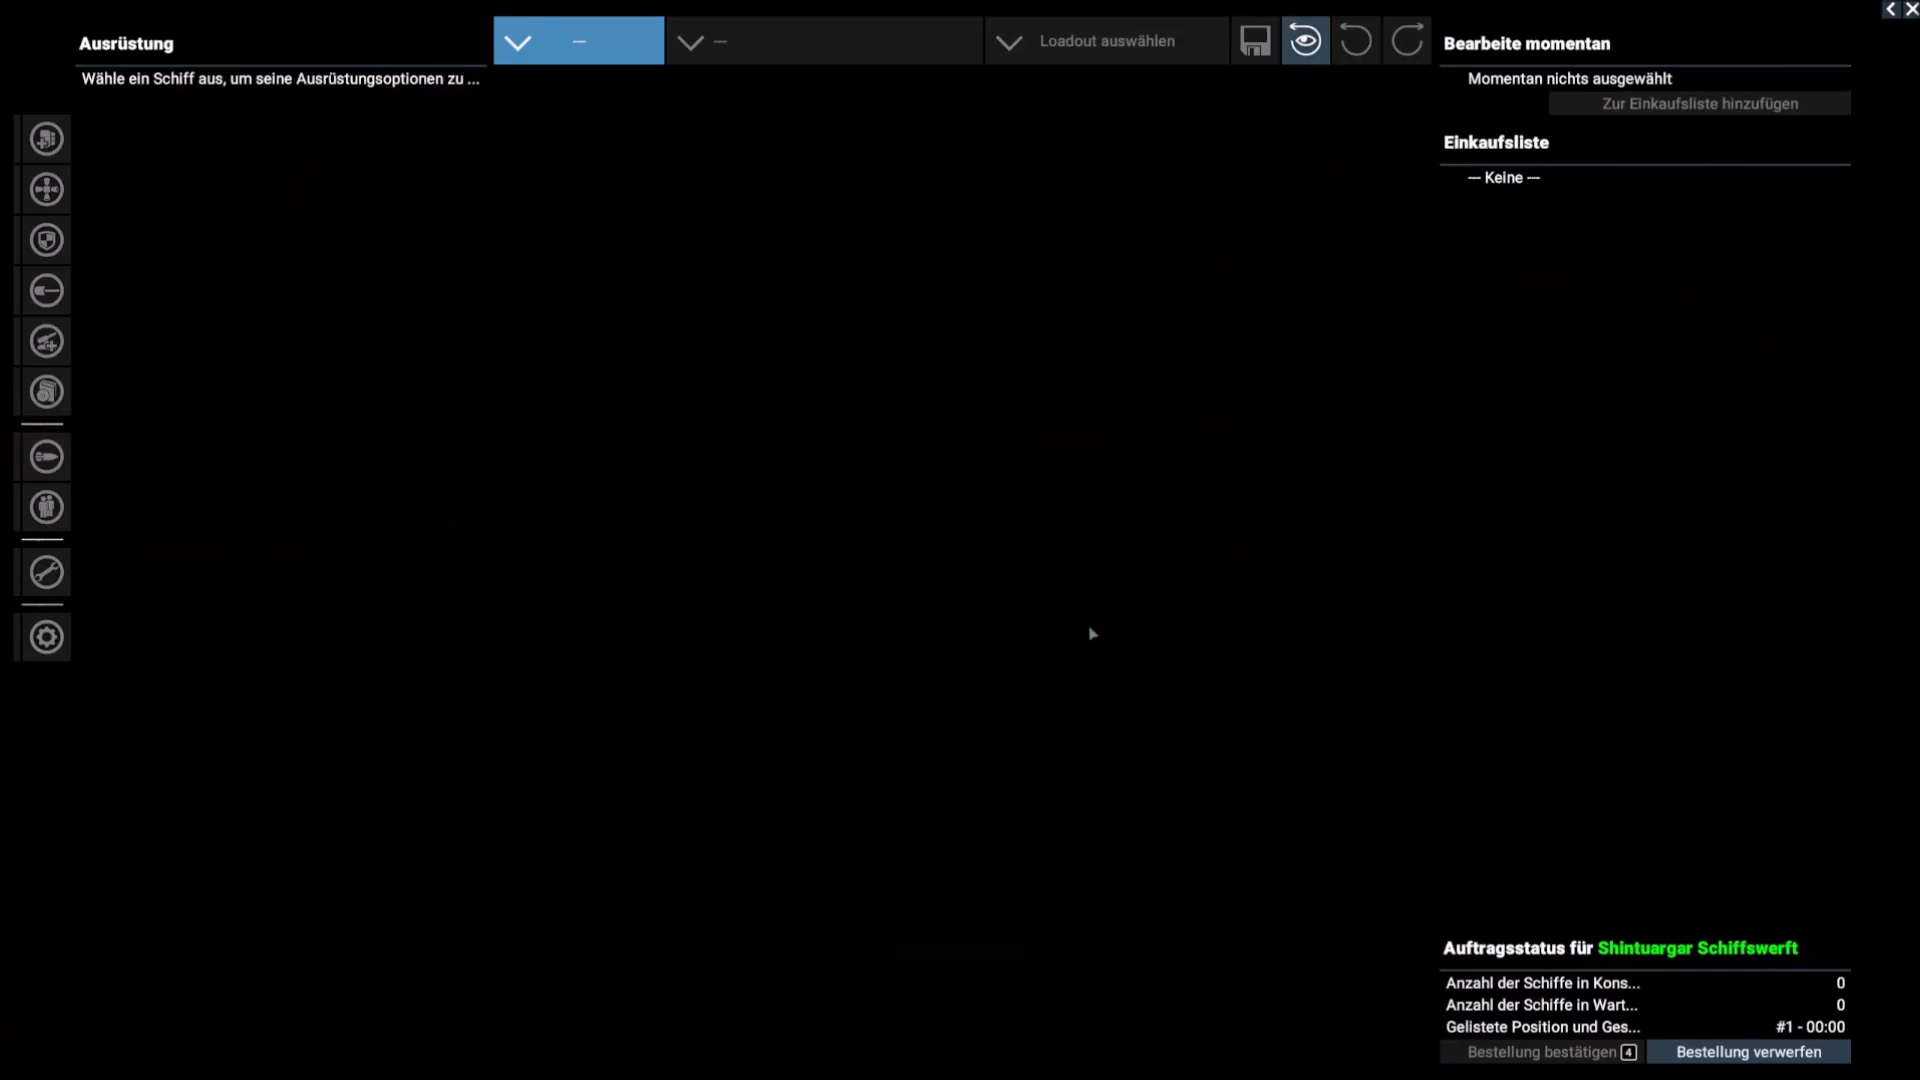 Ausrüstung
Wähle ein Schiff aus, um seine Ausrüstungsoptionen zu ...
—
—
Loadout auswählen
Bearbeite momentan
Momentan nichts ausgewählt
Zur Einkaufsliste hinzufügen
Einkaufsliste
— Keine —
Auftragsstatus für Shintuargar Schiffswerft
Anzahl der Schiffe in Kons... 0
Anzahl der Schiffe in Wart... 0
Gelistete Position und Ges... #1 - 00:00
Bestellung bestätigen 4 Bestellung verwerfen